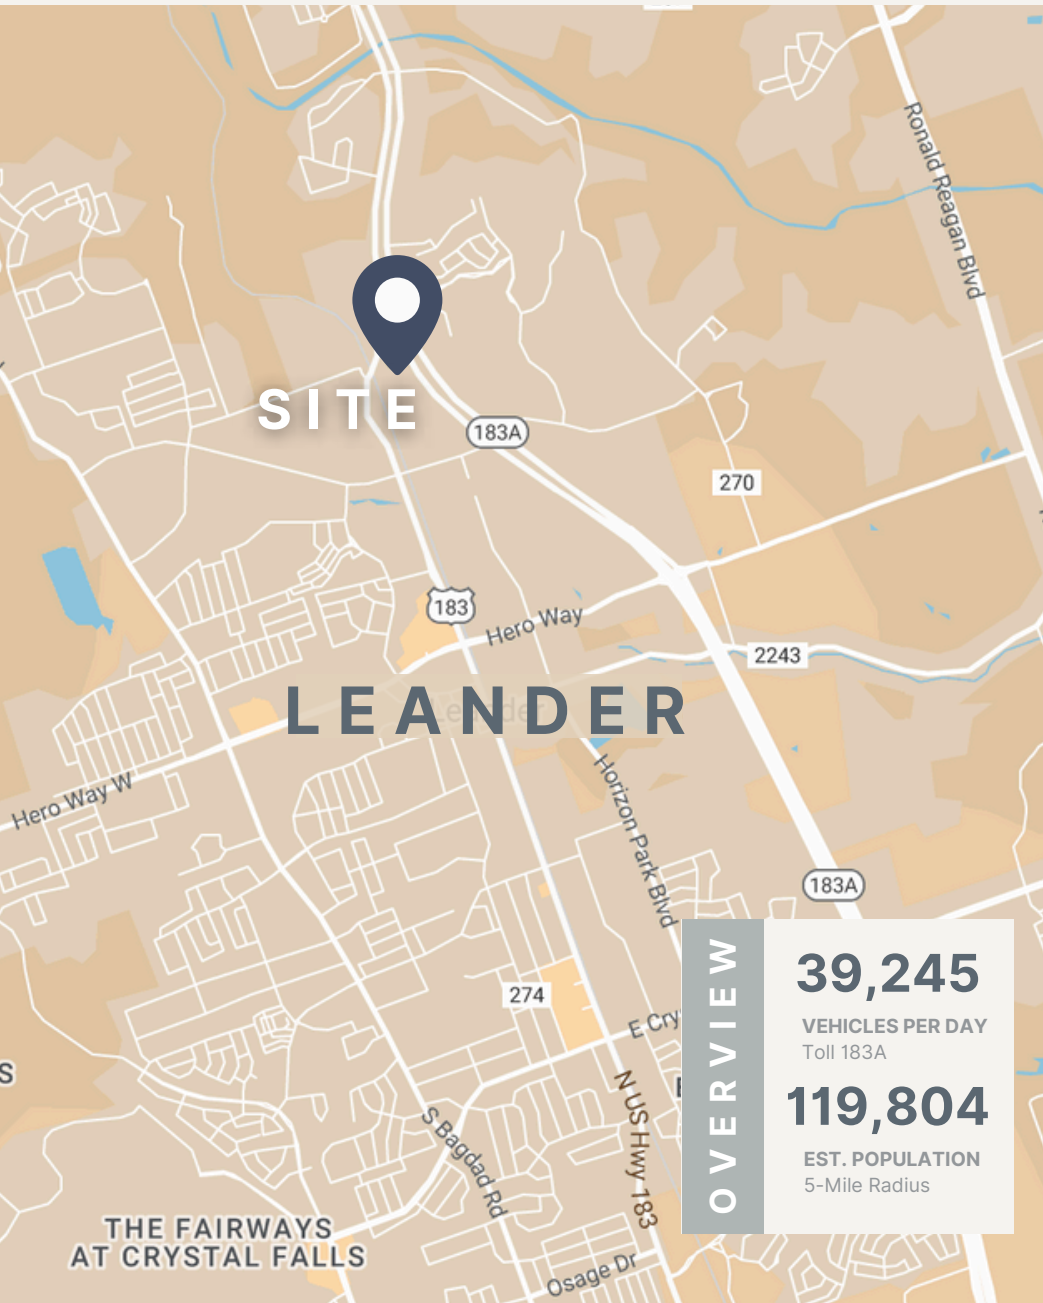 Ronald Reagan Blvd
SITE
183A
270
183
Hero Way
2243
LEANDER
Leander
Hero Way W
Horizon Park Blvd
183A
274
E Cry
N US Hwy 183
S Bagdad Rd
THE FAIRWAYS
AT CRYSTAL FALLS
Osage Dr
S
OVERVIEW
39,245
VEHICLES PER DAY
Toll 183A
119,804
EST. POPULATION
5-Mile Radius